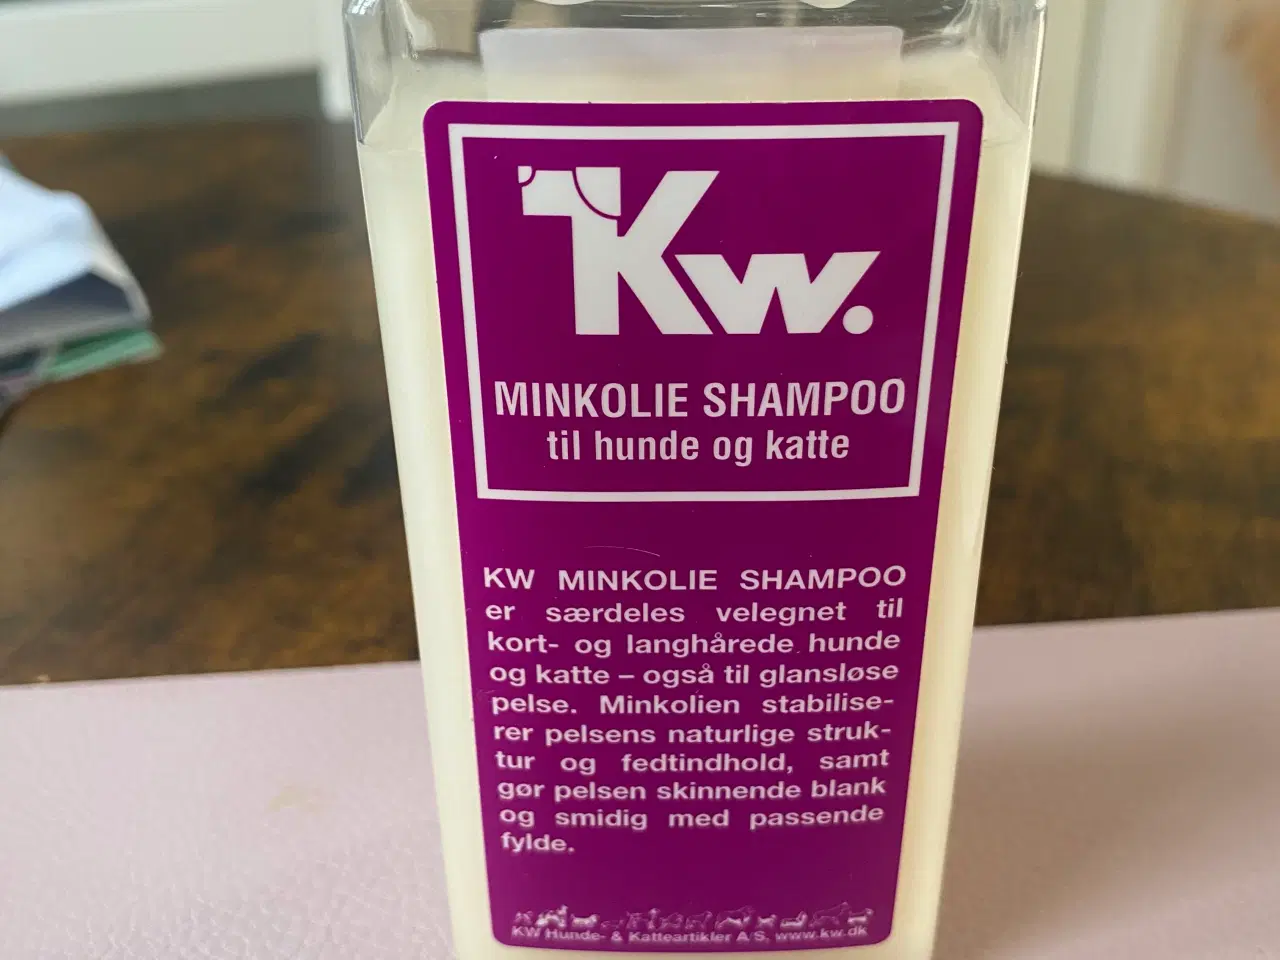 Kw.
MINKOLIE SHAMPOO
til hunde og katte
KW MINKOLIE SHAMPOO
er særdeles velegnet til
kort- og langhårede hunde
og katte – også til glansløse
pelse. Minkolien stabilise-
rer pelsens naturlige struk-
tur og fedtindhold, samt
gør pelsen skinnende blank
og smidig med passende
fylde.
KW Hunde- & Katteartikler A/S, www.kw.dk